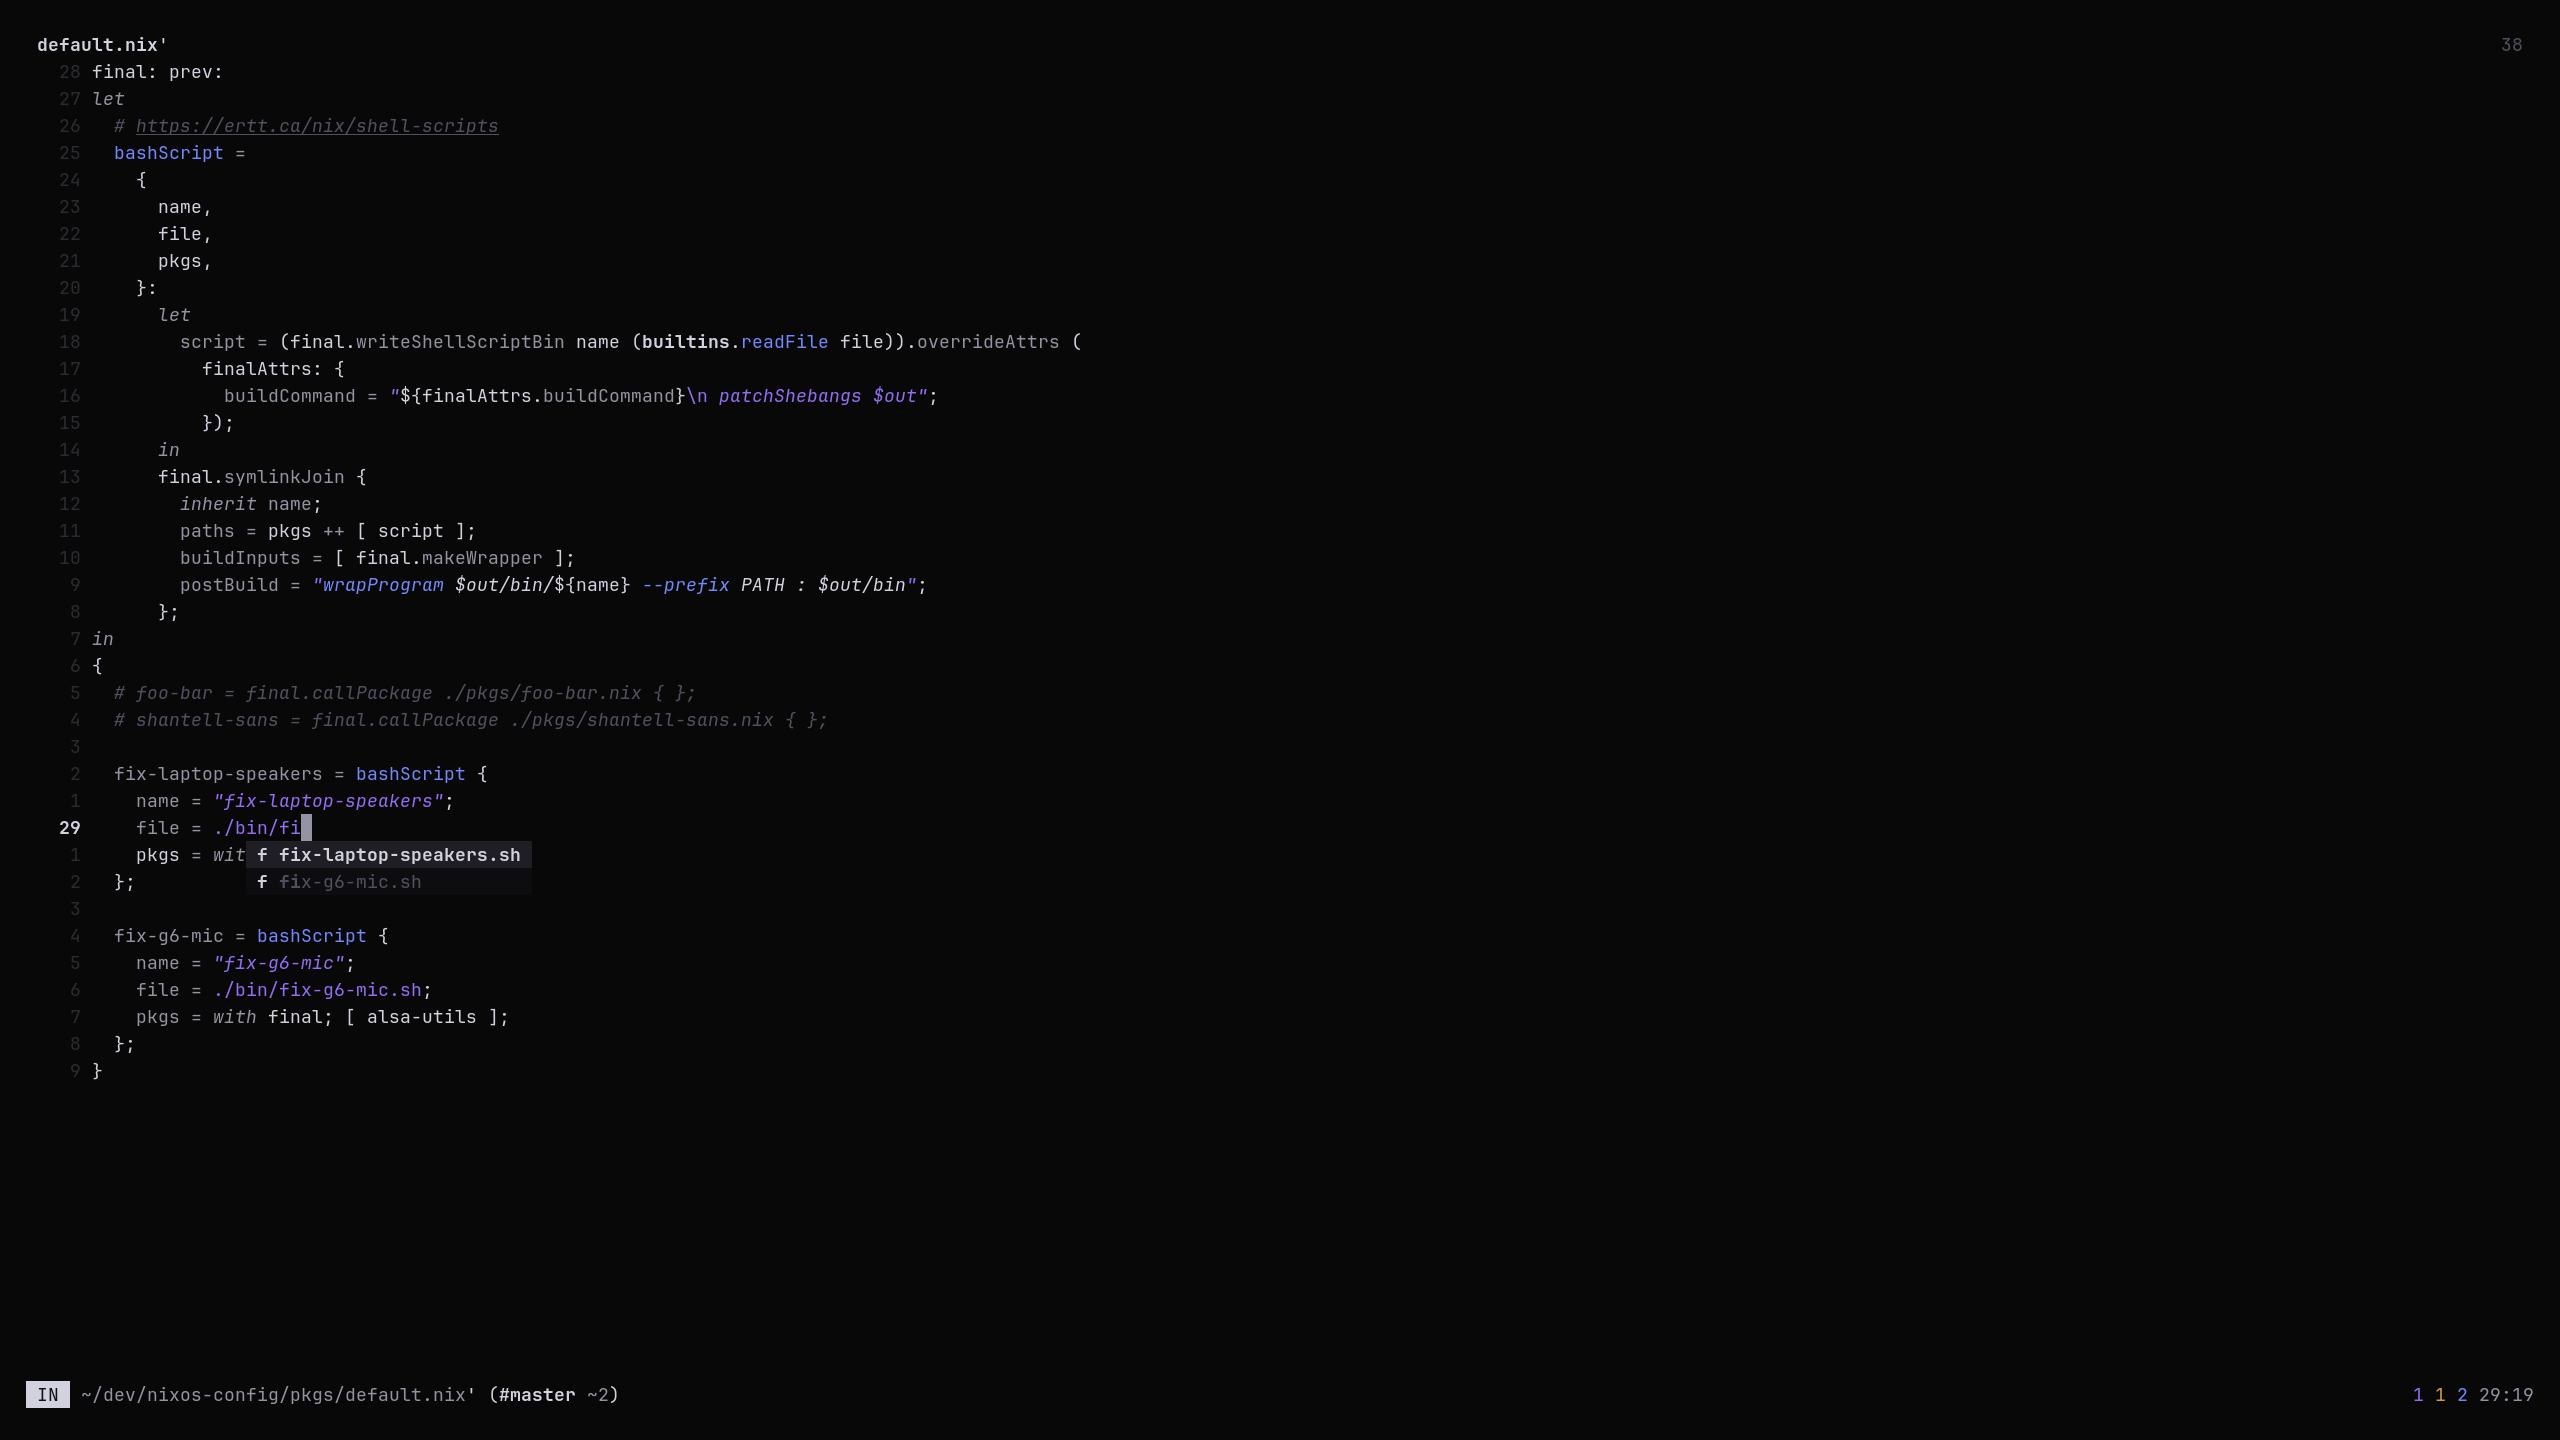 default.nix' 38
28 final: prev:
27 let
26   # https://ertt.ca/nix/shell-scripts
25   bashScript =
24     {
23       name,
22       file,
21       pkgs,
20     }:
19       let
18         script = (final.writeShellScriptBin name (builtins.readFile file)).overrideAttrs (
17           finalAttrs: {
16             buildCommand = "${finalAttrs.buildCommand}\n patchShebangs $out";
15           });
14       in
13       final.symlinkJoin {
12         inherit name;
11         paths = pkgs ++ [ script ];
10         buildInputs = [ final.makeWrapper ];
9         postBuild = "wrapProgram $out/bin/${name} --prefix PATH : $out/bin";
8       };
7 in
6 {
5   # foo-bar = final.callPackage ./pkgs/foo-bar.nix { };
4   # shantell-sans = final.callPackage ./pkgs/shantell-sans.nix { };
3
2   fix-laptop-speakers = bashScript {
1     name = "fix-laptop-speakers";
29     file = ./bin/fi
1     pkgs = wit f fix-laptop-speakers.sh
2   }; f fix-g6-mic.sh
3
4   fix-g6-mic = bashScript {
5     name = "fix-g6-mic";
6     file = ./bin/fix-g6-mic.sh;
7     pkgs = with final; [ alsa-utils ];
8   };
9 }
IN ~/dev/nixos-config/pkgs/default.nix' (#master ~2) 1 1 2 29:19